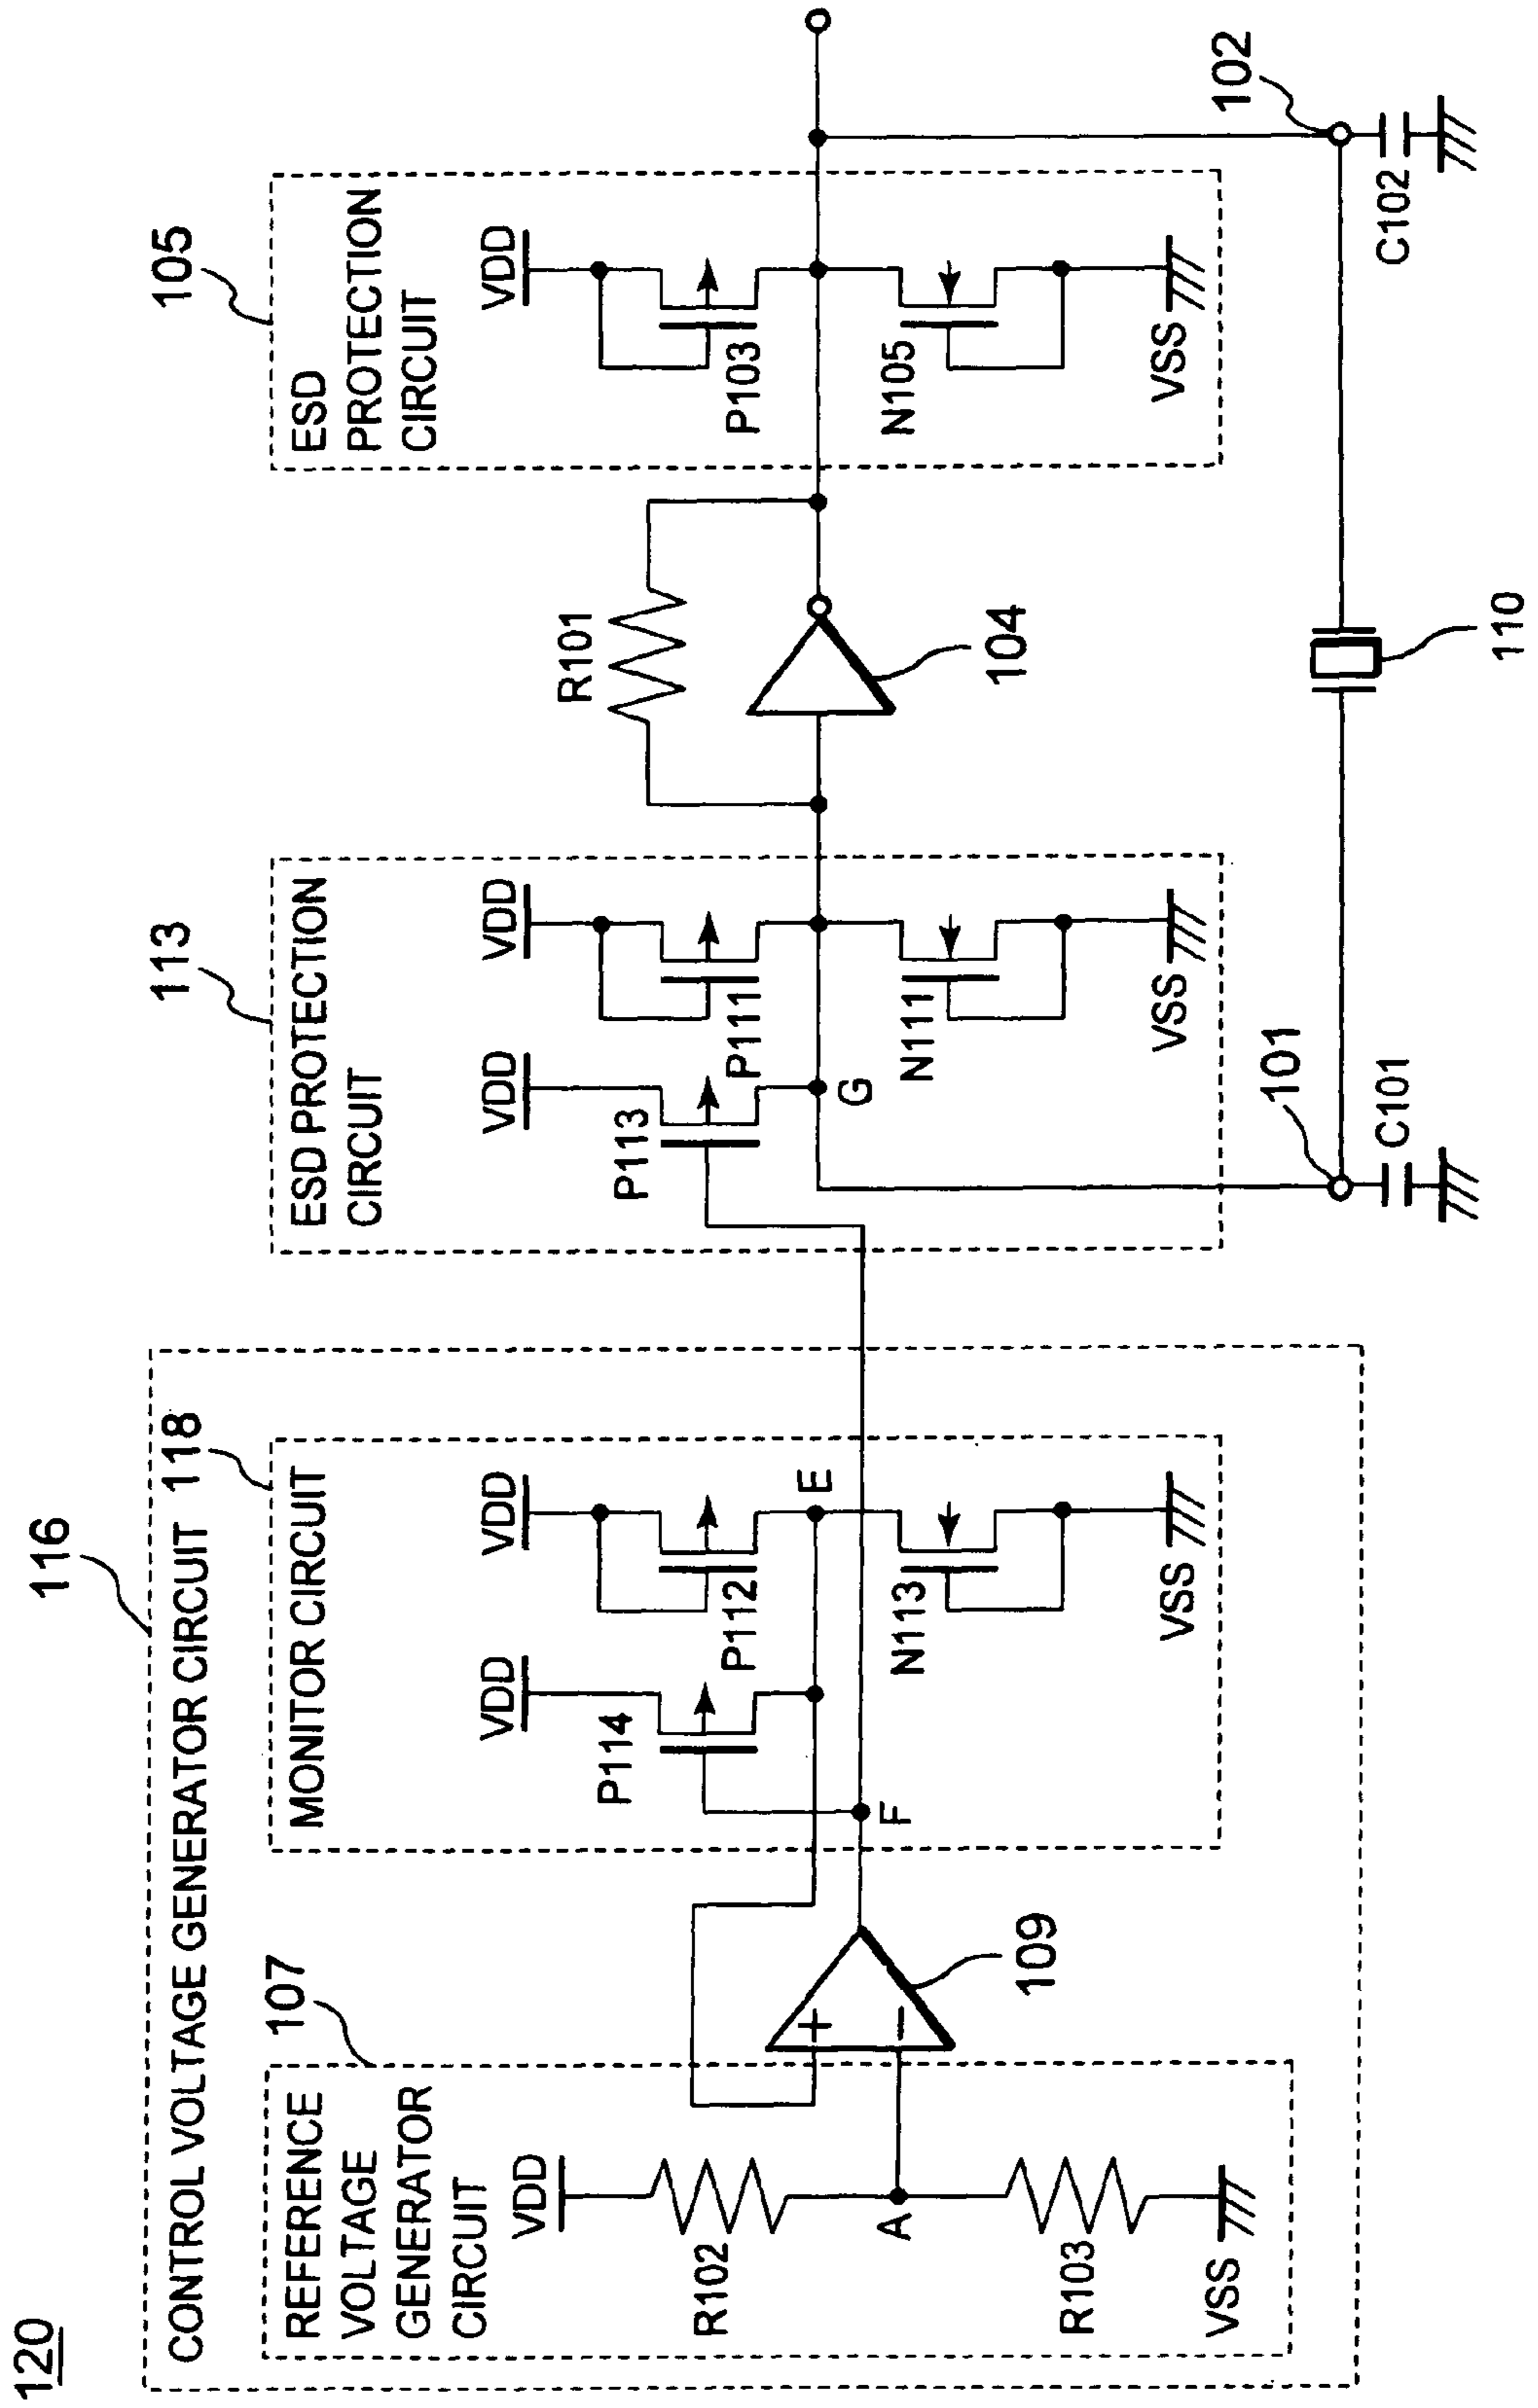 120
116
CONTROL VOLTAGE GENERATOR CIRCUIT
107
REFERENCE
VOLTAGE
GENERATOR
CIRCUIT
VDD
R102
A
R103
VSS
+
−
109
118
MONITOR CIRCUIT
VDD
P114
F
VDD
P112
E
N113
VSS
113
ESD PROTECTION
CIRCUIT
VDD
P113
G
VDD
P111
N111
VSS
101
C101
R101
104
110
105
ESD
PROTECTION
CIRCUIT
VDD
P103
N105
VSS
102
C102